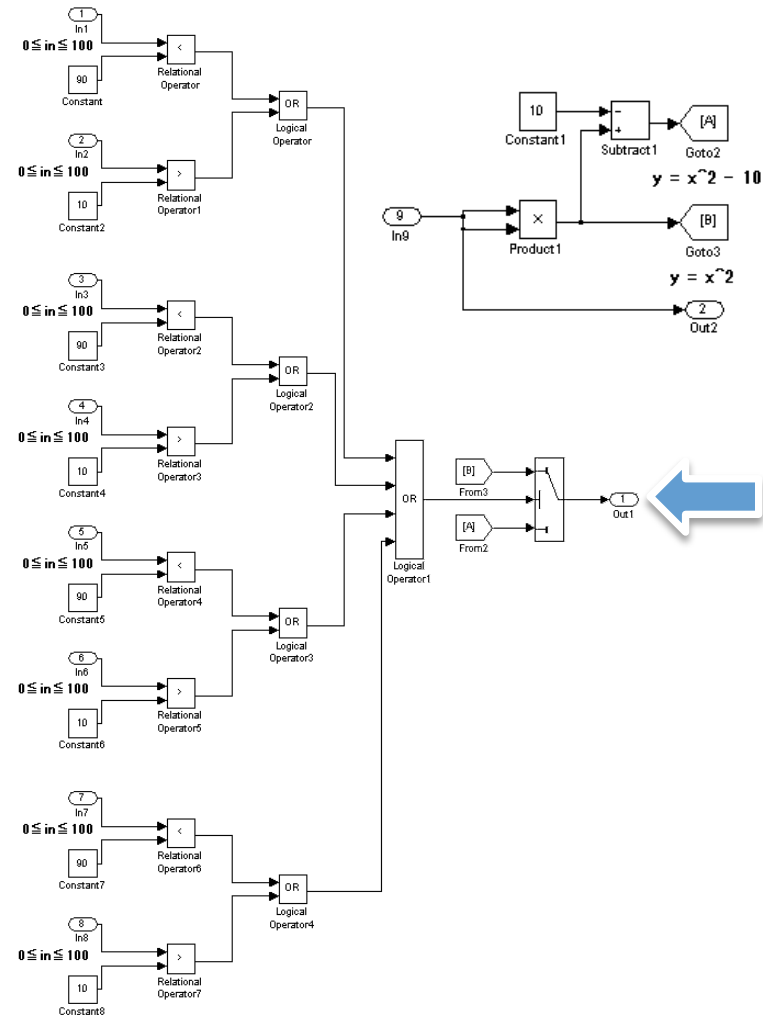 1
In1
0≦in≦100
90
Constant
<
Relational
Operator
2
In2
0≦in≦100
10
Constant2
>
Relational
Operator1
OR
Logical
Operator
3
In3
0≦in≦100
90
Constant3
<
Relational
Operator2
4
In4
0≦in≦100
10
Constant4
>
Relational
Operator3
OR
Logical
Operator2
5
In5
0≦in≦100
90
Constant5
<
Relational
Operator4
6
In6
0≦in≦100
10
Constant6
>
Relational
Operator5
OR
Logical
Operator3
7
In7
0≦in≦100
90
Constant7
<
Relational
Operator6
8
In8
0≦in≦100
10
Constant8
>
Relational
Operator7
OR
Logical
Operator4
OR
Logical
Operator1
[B]
From3
[A]
From2
1
Out1
10
Constant1
−
+
Subtract1
[A]
Goto2
y = x^2 - 10
9
In9
×
Product1
[B]
Goto3
y = x^2
2
Out2